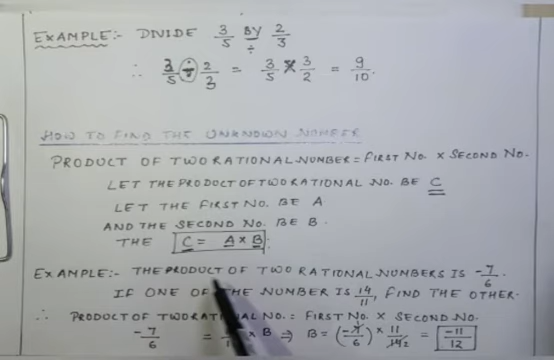 EXAMPLE:- DIVIDE 3/5 BY 2/3
÷
∴ 3/5 ÷ 2/3 = 3/5 × 3/2 = 9/10.
HOW TO FIND THE UNKNOWN NUMBER
PRODUCT OF TWO RATIONAL NUMBER = FIRST NO. × SECOND NO.
LET THE PRODUCT OF TWO RATIONAL NO. BE C
LET THE FIRST NO. BE A
AND THE SECOND NO. BE B.
THE C = A × B.
EXAMPLE:- THE PRODUCT OF TWO RATIONAL NUMBERS IS -7/6.
IF ONE OF THE NUMBER IS 14/11, FIND THE OTHER.
∴ PRODUCT OF TWO RATIONAL NO. = FIRST NO. × SECOND NO.
-7/6 = × B ⇒ B = (-7/6) × 11/142 = -11/12